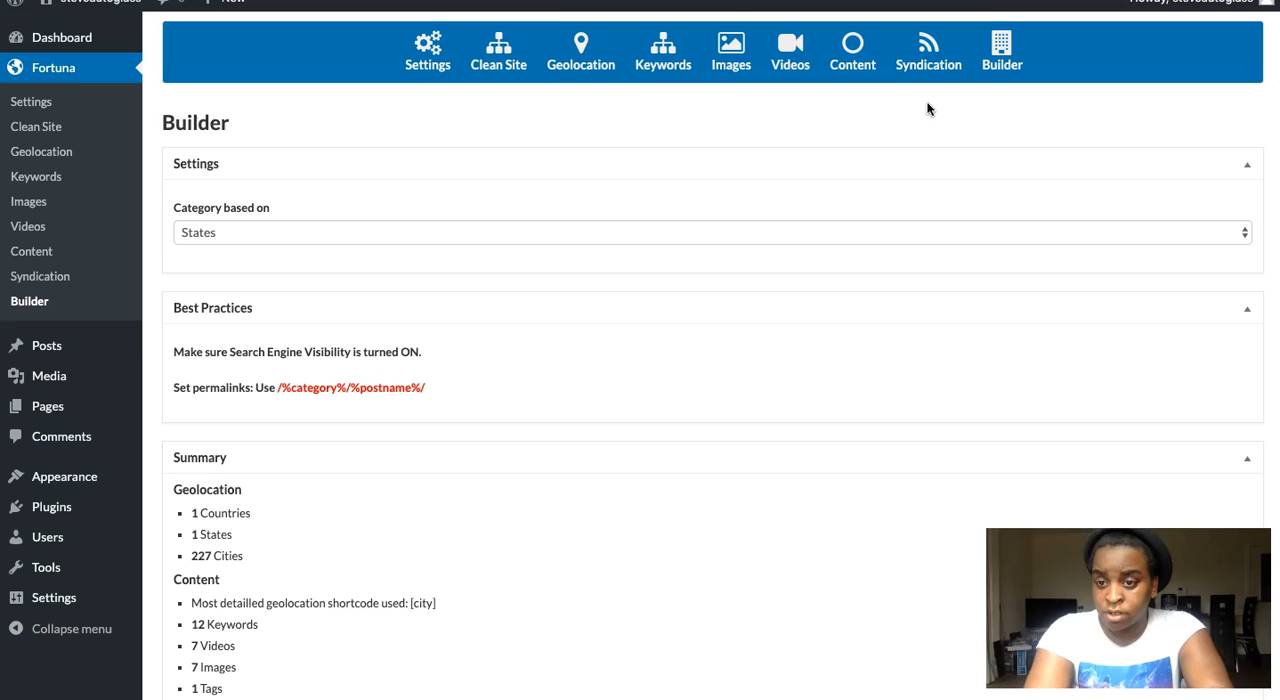 New
Dashboard
Fortuna
Settings
Clean Site
Geolocation
Keywords
Images
Videos
Content
Syndication
Builder
Posts
Media
Pages
Comments
Appearance
Plugins
Users
Tools
Settings
Collapse menu
Settings Clean Site Geolocation Keywords Images Videos Content Syndication Builder
Builder
Settings
Category based on
States
Best Practices
Make sure Search Engine Visibility is turned ON.
Set permalinks: Use /%category%/%postname%/
Summary
Geolocation
1 Countries
1 States
227 Cities
Content
Most detailled geolocation shortcode used: [city]
12 Keywords
7 Videos
7 Images
1 Tags